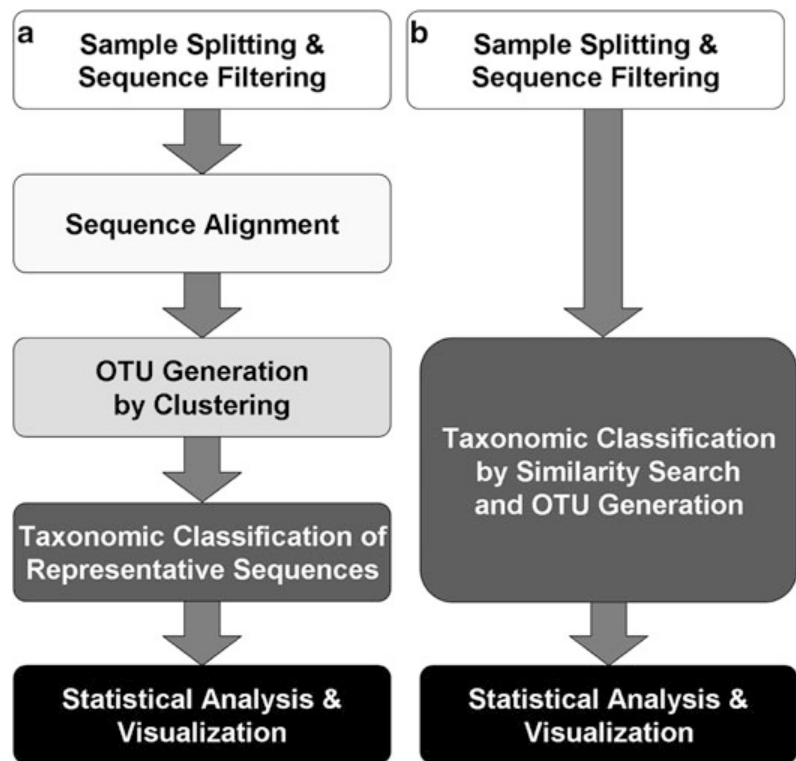 a
Sample Splitting &
Sequence Filtering
Sequence Alignment
OTU Generation
by Clustering
Taxonomic Classification of
Representative Sequences
Statistical Analysis &
Visualization
b
Sample Splitting &
Sequence Filtering
Taxonomic Classification
by Similarity Search
and OTU Generation
Statistical Analysis &
Visualization